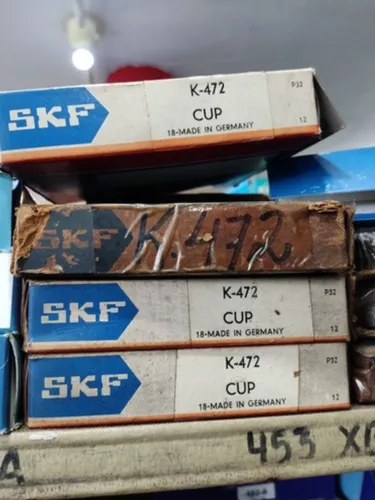 SKF
K-472
P32
CUP
12
18-MADE IN GERMANY
SKF
K.472
SKF
K-472
P32
CUP
12
18-MADE IN GERMANY
SKF
K-472
P32
CUP
12
18-MADE IN GERMANY
A
453